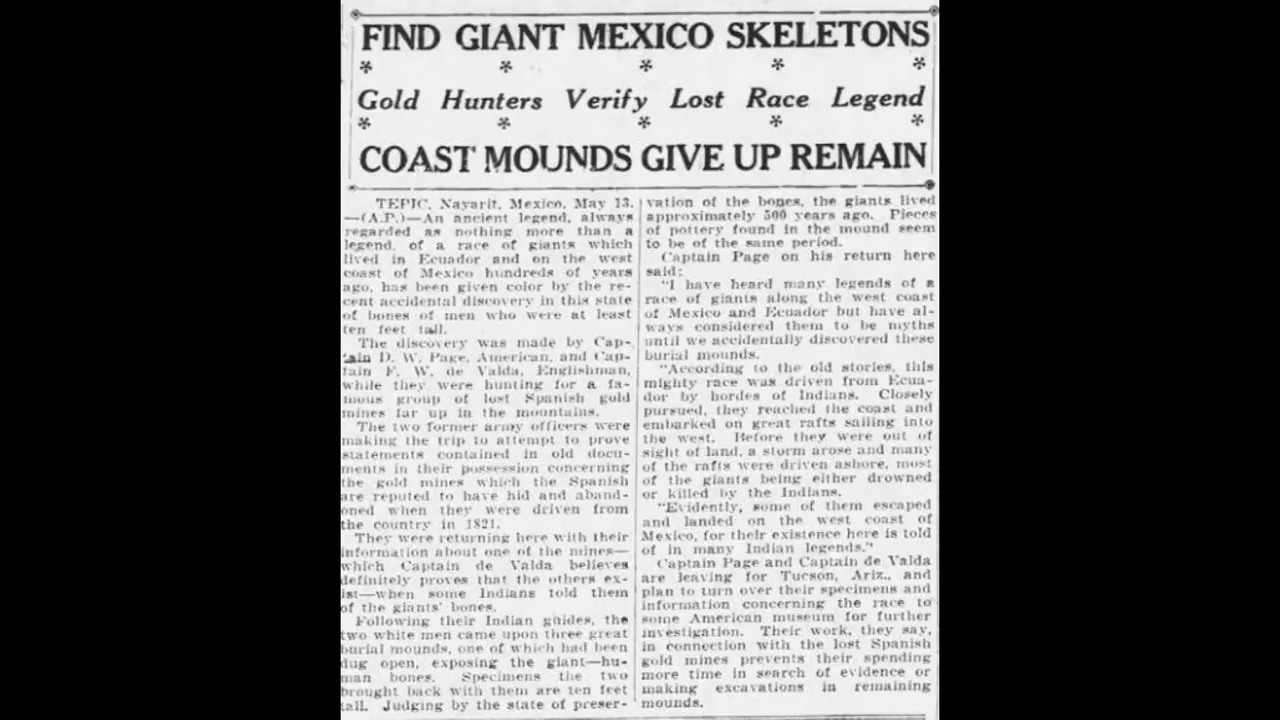 FIND GIANT MEXICO SKELETONS
* * * * *
Gold Hunters Verify Lost Race Legend
* * * * *
COAST MOUNDS GIVE UP REMAIN
TEPIC, Nayarit, Mexico, May 13.
—(A.P.)—An ancient legend, always
regarded as nothing more than a
legend, of a race of giants which
lived in Ecuador and on the west
coast of Mexico hundreds of years
ago, has been given color by the re-
cent accidental discovery in this state
of bones of men who were at least
ten feet tall.
The discovery was made by Cap-
tain D. W. Page, American, and Cap-
tain F. W. de Valda, Englishman,
while they were hunting for a fa-
mous group of lost Spanish gold
mines far up in the mountains.
The two former army officers were
making the trip to attempt to prove
statements contained in old docu-
ments in their possession concerning
the gold mines which the Spanish
are reputed to have hid and aband-
oned when they were driven from
the country in 1821.
They were returning here with their
information about one of the mines—
which Captain de Valda believes
definitely proves that the others ex-
ist—when some Indians told them
of the giants' bones.
Following their Indian guides, the
two white men came upon three great
burial mounds, one of which had been
dug open, exposing the giant—hu-
man bones. Specimens the two
brought back with them are ten feet
tall. Judging by the state of preser-
vation of the bones, the giants lived
approximately 500 years ago. Pieces
of pottery found in the mound seem
to be of the same period.
Captain Page on his return here
said:
"I have heard many legends of a
race of giants along the west coast
of Mexico and Ecuador but have al-
ways considered them to be myths
until we accidentally discovered these
burial mounds.
"According to the old stories, this
mighty race was driven from Ecua-
dor by hordes of Indians. Closely
pursued, they reached the coast and
embarked on great rafts sailing into
the west. Before they were out of
sight of land, a storm arose and many
of the rafts were driven ashore, most
of the giants being either drowned
or killed by the Indians.
"Evidently, some of them escaped
and landed on the west coast of
Mexico, for their existence here is told
of in many Indian legends."
Captain Page and Captain de Valda
are leaving for Tucson, Ariz., and
plan to turn over their specimens and
information concerning the race to
some American museum for further
investigation. Their work, they say,
in connection with the lost Spanish
gold mines prevents their spending
more time in search of evidence or
making excavations in remaining
mounds.